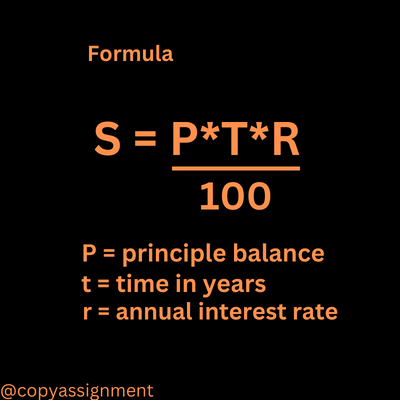 Formula
S = P*T*R
100
P = principle balance
t = time in years
r = annual interest rate
@copyassignment